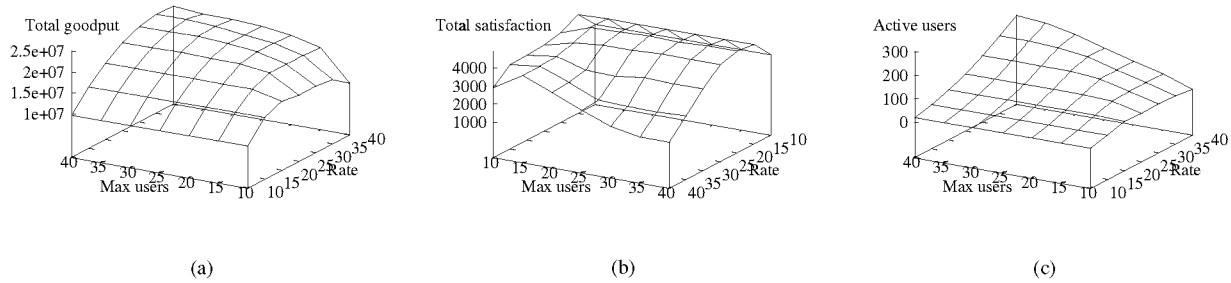 Total goodput
2.5e+07
2e+07
1.5e+07
1e+07
40 35 30 25 20 15 10
Max users
10 15 20 25 30 35 40
Rate
(a)
Total satisfaction
4000
3000
2000
1000
10 15 20 25 30 35 40
Max users
40 35 30 25 20 15 10
Rate
(b)
Active users
300
200
100
0
40 35 30 25 20 15 10
Max users
10 15 20 25 30 35 40
Rate
(c)